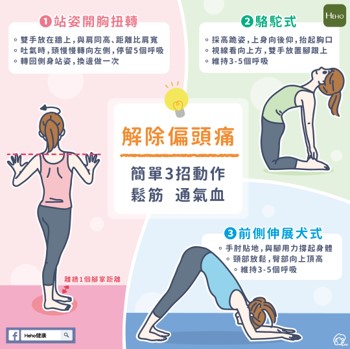 1 站姿開胸扭轉
雙手放在牆上,與肩同高、距離比肩寬
吐氣時,頭慢慢轉向左側,停留5個呼吸
轉回側身站姿,換邊做一次
2 駱駝式
採高跪姿,上身向後仰,抬起胸口
視線看向上方,雙手放置腳跟上
維持3-5個呼吸
HEHO
解除偏頭痛
簡單3招動作
鬆筋 通氣血
離牆1個腳掌距離
3 前側伸展犬式
手肘貼地,與腳用力撐起身體
頸部放鬆,臀部向上頂高
維持3-5個呼吸
f Heho健康